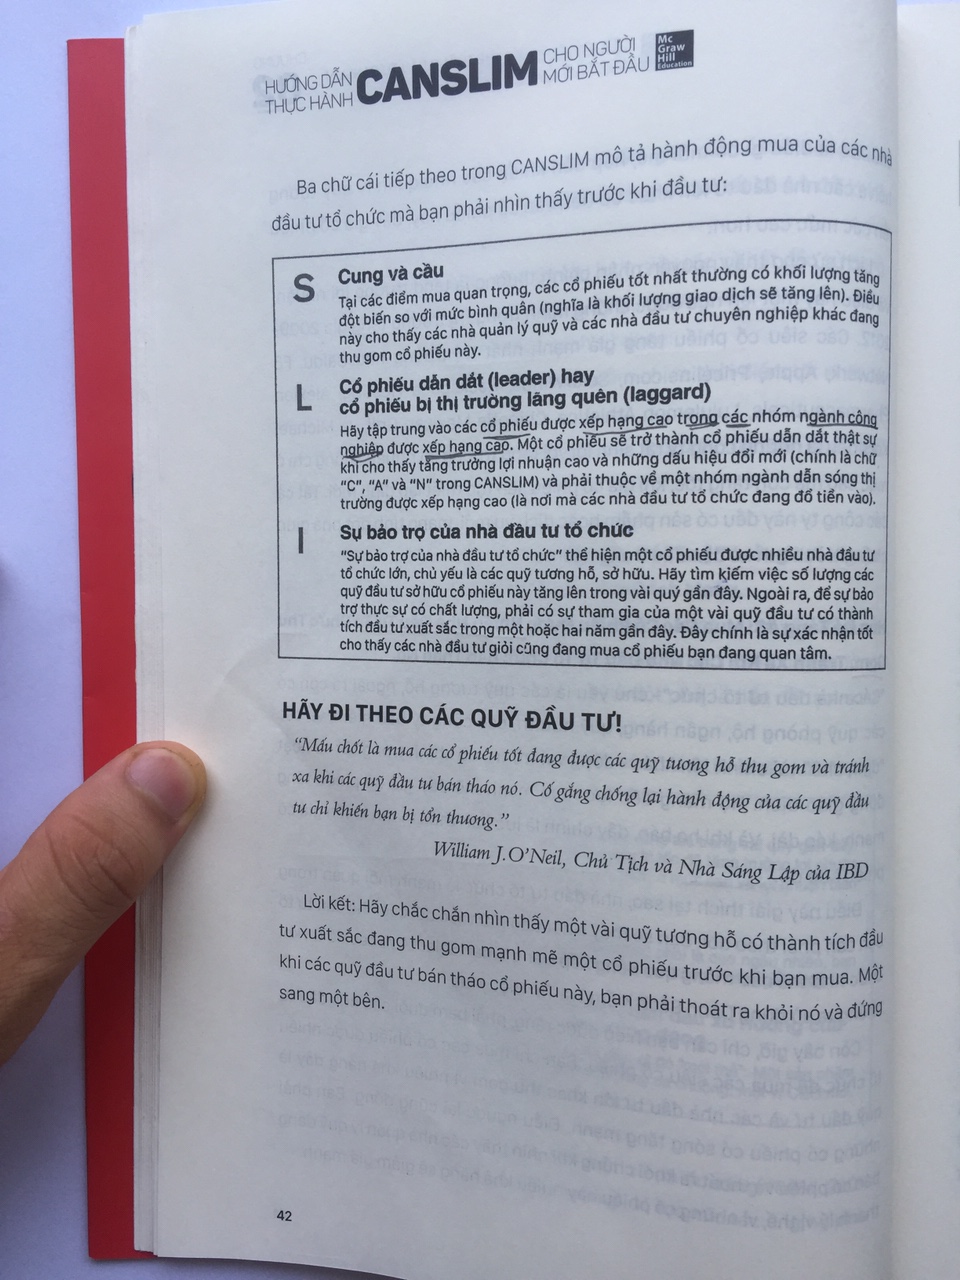 HƯỚNG DẪN
THỰC HÀNH
CANSLIM
CHO NGƯỜI
MỚI BẮT ĐẦU
Mc
Graw
Hill
Education
Ba chữ cái tiếp theo trong CANSLIM mô tả hành động mua của các nhà
đầu tư tổ chức mà bạn phải nhìn thấy trước khi đầu tư:
S
Cung và cầu
Tại các điểm mua quan trọng, các cổ phiếu tốt nhất thường có khối lượng tăng
đột biến so với mức bình quân (nghĩa là khối lượng giao dịch sẽ tăng lên). Điều
này cho thấy các nhà quản lý quỹ và các nhà đầu tư chuyên nghiệp khác đang
thu gom cổ phiếu này.
L
Cổ phiếu dẫn dắt (leader) hay
cổ phiếu bị thị trường lãng quên (laggard)
Hãy tập trung vào các cổ phiếu được xếp hạng cao trong các nhóm ngành công
nghiệp được xếp hạng cao. Một cổ phiếu sẽ trở thành cổ phiếu dẫn dắt thật sự
khi cho thấy tăng trưởng lợi nhuận cao và những dấu hiệu đổi mới (chính là chữ
“C”, “A” và “N” trong CANSLIM) và phải thuộc về một nhóm ngành dẫn sóng thị
trường được xếp hạng cao (là nơi mà các nhà đầu tư tổ chức đang đổ tiền vào).
I
Sự bảo trợ của nhà đầu tư tổ chức
“Sự bảo trợ của nhà đầu tư tổ chức” thể hiện một cổ phiếu được nhiều nhà đầu tư
tổ chức lớn, chủ yếu là các quỹ tương hỗ, sở hữu. Hãy tìm kiếm việc số lượng các
quỹ đầu tư sở hữu cổ phiếu này tăng lên trong vài quý gần đây. Ngoài ra, để sự bảo
trợ thực sự có chất lượng, phải có sự tham gia của một vài quỹ đầu tư có thành
tích đầu tư xuất sắc trong một hoặc hai năm gần đây. Đây chính là sự xác nhận tốt
cho thấy các nhà đầu tư giỏi cũng đang mua cổ phiếu bạn đang quan tâm.
HÃY ĐI THEO CÁC QUỸ ĐẦU TƯ!
“Mấu chốt là mua các cổ phiếu tốt đang được các quỹ tương hỗ thu gom và tránh
xa khi các quỹ đầu tư bán tháo nó. Cố gắng chống lại hành động của các quỹ đầu
tư chỉ khiến bạn bị tổn thương.”
William J.O’Neil, Chủ Tịch và Nhà Sáng Lập của IBD
Lời kết: Hãy chắc chắn nhìn thấy một vài quỹ tương hỗ có thành tích đầu
tư xuất sắc đang thu gom mạnh mẽ một cổ phiếu trước khi bạn mua. Một
khi các quỹ đầu tư bán tháo cổ phiếu này, bạn phải thoát ra khỏi nó và đứng
sang một bên.
42